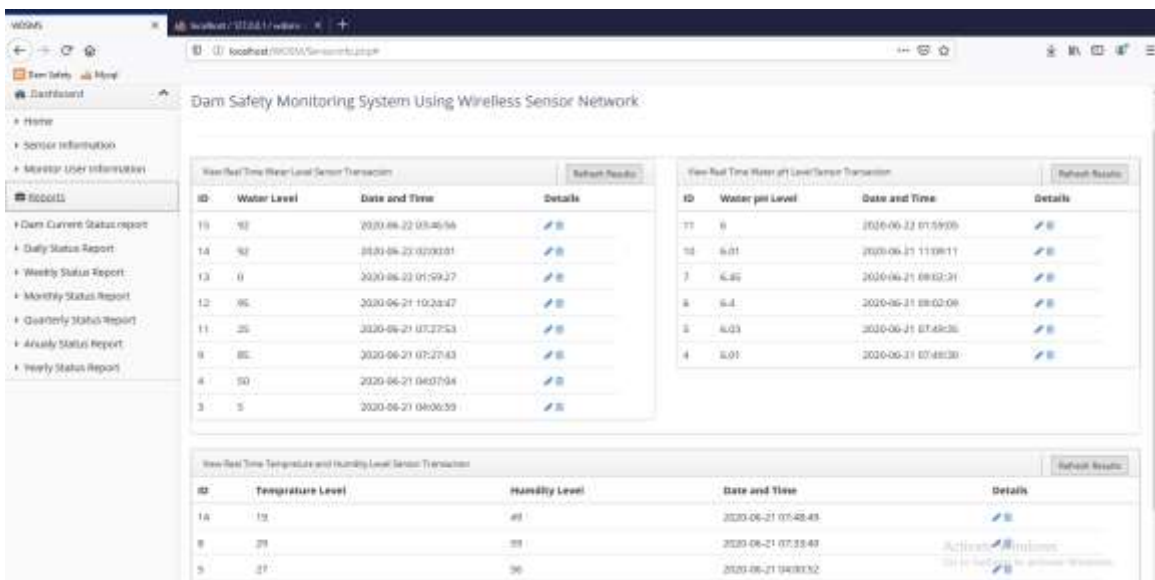 WDSMS
localhost / 127.0.0.1 /
localhost/WDSM/
Dam Safety Mysql
Dashboard
Home
Sensor Information
Monitor User Information
Reports
Dam Current Status report
Daily Status Report
Weekly Status Report
Monthly Status Report
Quarterly Status Report
Anualy Status Report
Yearly Status Report
Dam Safety Monitoring System Using Wirelless Sensor Network
View Real Time Water Level Sensor Transaction Refresh Results
ID Water Level Date and Time Details
15 92 2020-06-22 03:46:56
14 92 2020-06-22 02:00:01
13 0 2020-06-22 01:59:27
12 95 2020-06-21 10:24:47
11 25 2020-06-21 07:27:53
9 85 2020-06-21 07:27:43
4 50 2020-06-21 04:07:04
3 5 2020-06-21 04:06:59
View Real Time Water pH Level Sensor Transaction Refresh Results
ID Water pH Level Date and Time Details
11 6 2020-06-22 01:59:05
10 6.01 2020-06-21 11:09:11
7 6.45 2020-06-21 09:02:31
6 6.4 2020-06-21 09:02:09
5 6.03 2020-06-21 07:49:35
4 6.01 2020-06-21 07:49:30
View Real Time Temprature and Humidity Level Sensor Transaction Refresh Results
ID Temprature Level Humdity Level Date and Time Details
14 19 49 2020-06-21 07:48:49
8 29 2020-06-21 07:33:40
5 27 2020-06-21 04:00:52
Activate Windows
Go to Settings to activate Windows.